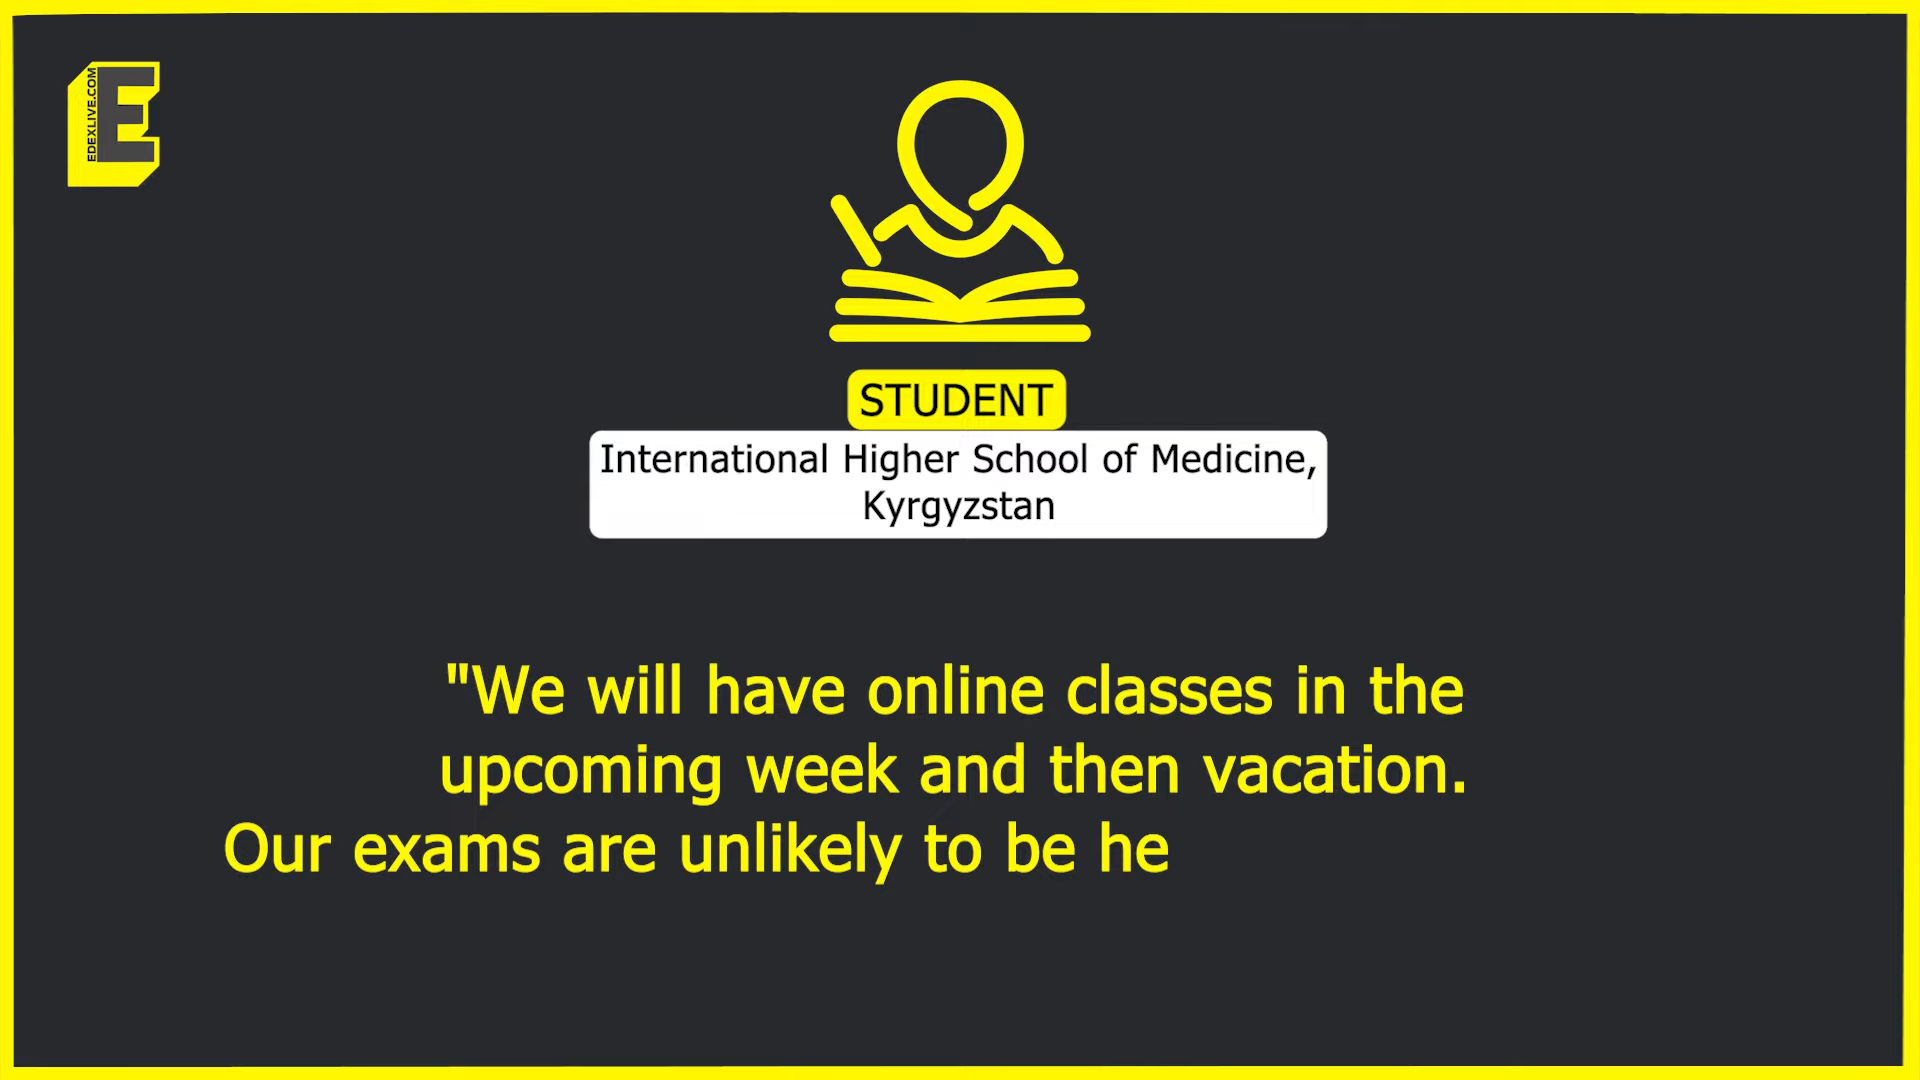 EDEXLIVE.COM
E
STUDENT
International Higher School of Medicine,
Kyrgyzstan
"We will have online classes in the
upcoming week and then vacation.
Our exams are unlikely to be he